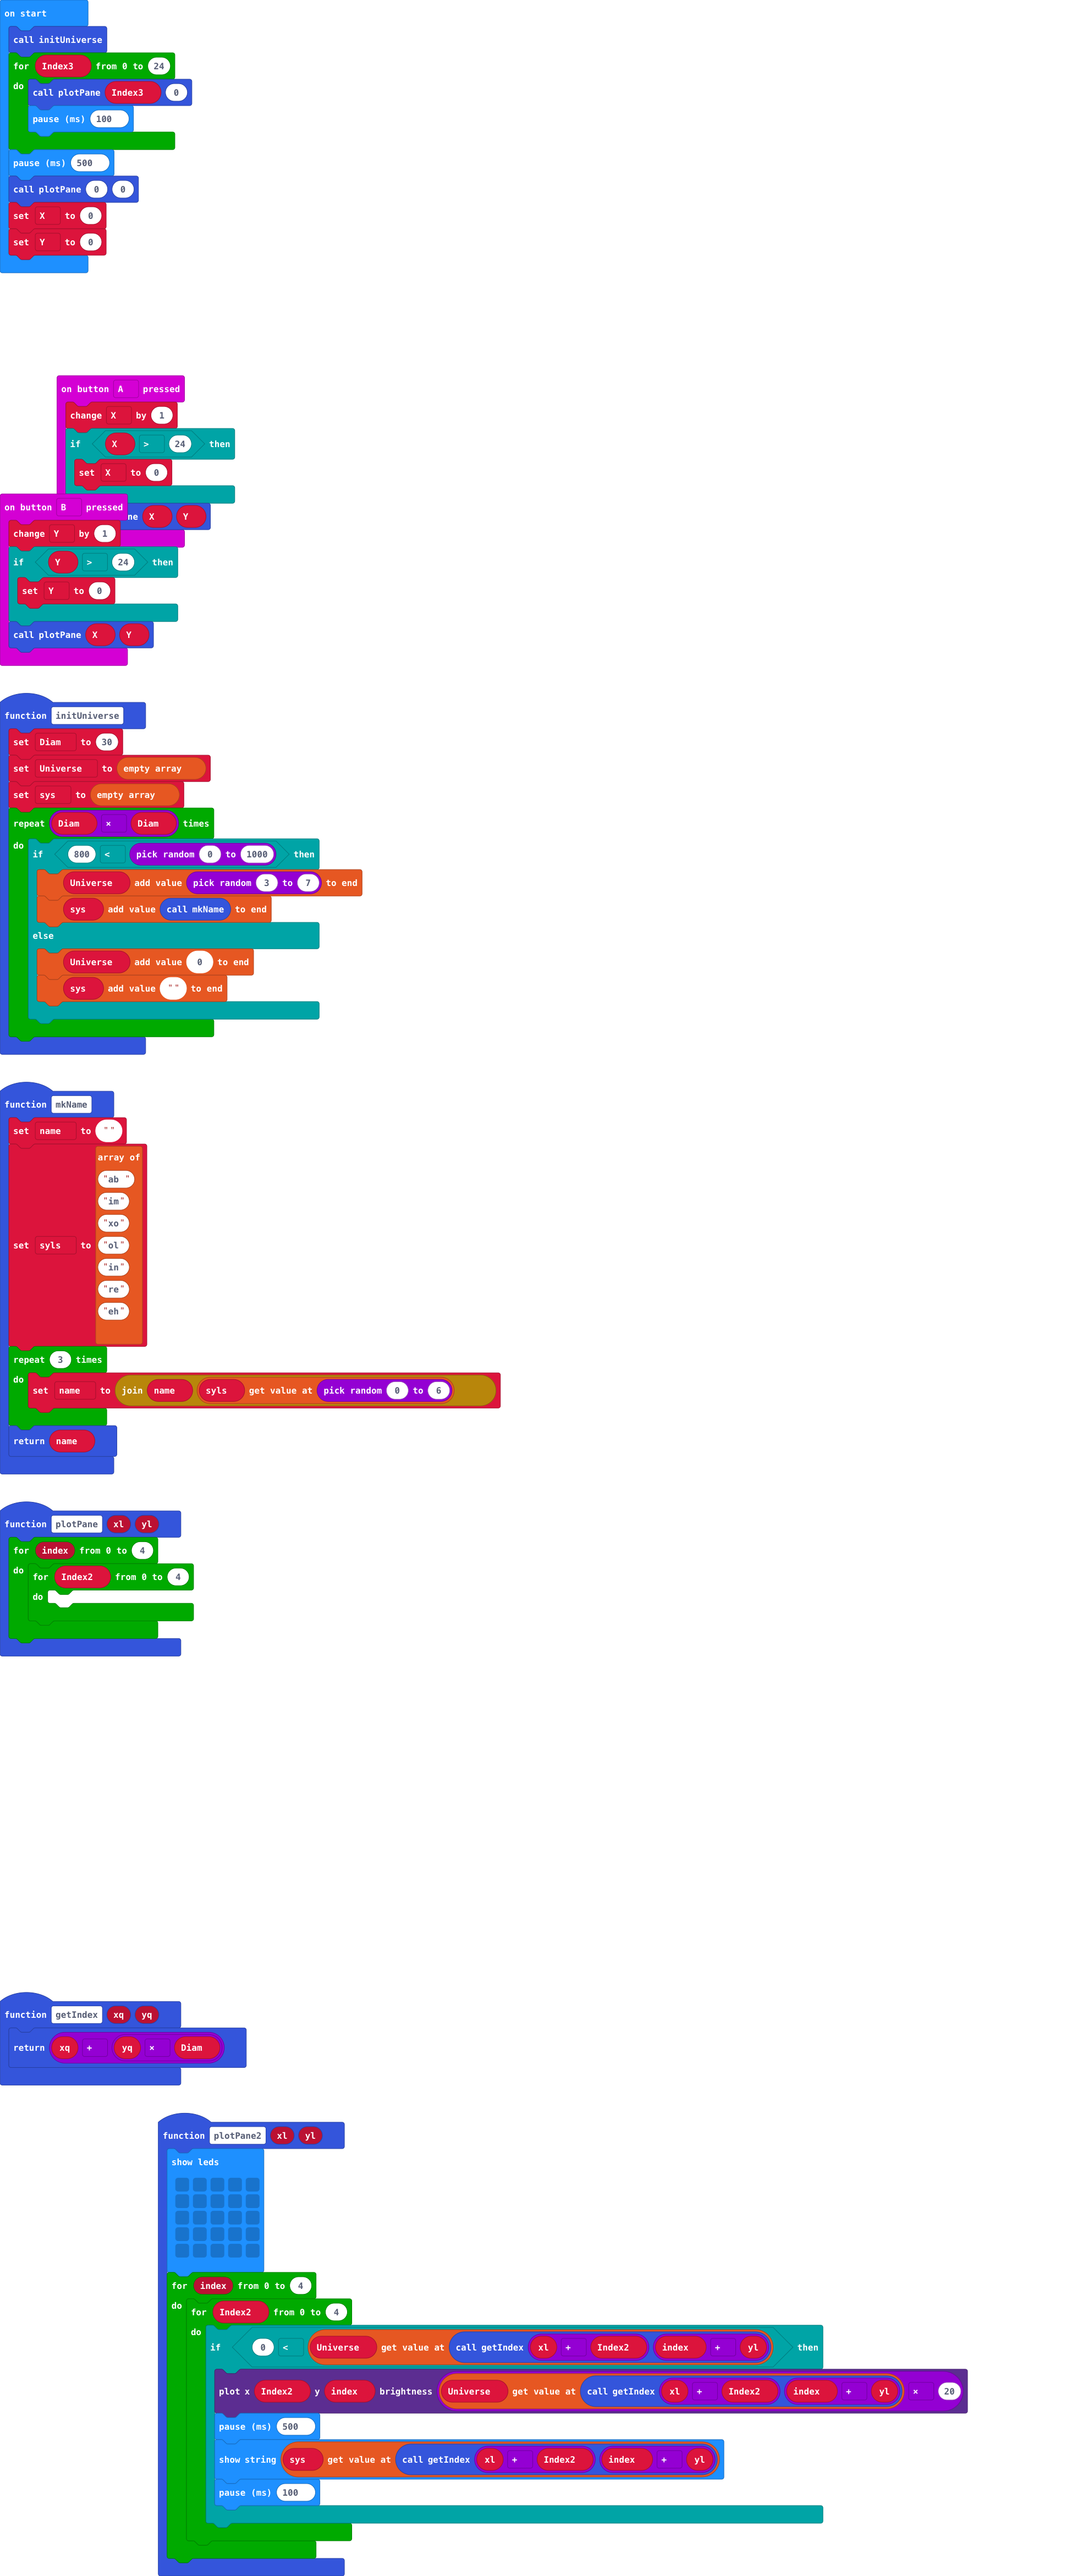 on start
call initUniverse
for Index3 from 0 to 24
do call plotPane Index3 0
pause (ms) 100
pause (ms) 500
call plotPane 0 0
set X to 0
set Y to 0
on button A pressed
change X by 1
if X > 24 then
set X to 0
ne X Y
on button B pressed
change Y by 1
if Y > 24 then
set Y to 0
call plotPane X Y
function initUniverse
set Diam to 30
set Universe to empty array
set sys to empty array
repeat Diam × Diam times
do if 800 < pick random 0 to 1000 then
Universe add value pick random 3 to 7 to end
sys add value call mkName to end
else
Universe add value 0 to end
sys add value "" to end
function mkName
set name to ""
array of
"ab "
"im"
"xo"
set syls to "ol"
"in"
"re"
"eh"
repeat 3 times
do set name to join name syls get value at pick random 0 to 6
return name
function plotPane xl yl
for index from 0 to 4
do for Index2 from 0 to 4
do
function getIndex xq yq
return xq + yq × Diam
function plotPane2 xl yl
show leds
for index from 0 to 4
do for Index2 from 0 to 4
do if 0 < Universe get value at call getIndex xl + Index2 index + yl then
plot x Index2 y index brightness Universe get value at call getIndex xl + Index2 index + yl × 20
pause (ms) 500
show string sys get value at call getIndex xl + Index2 index + yl
pause (ms) 100